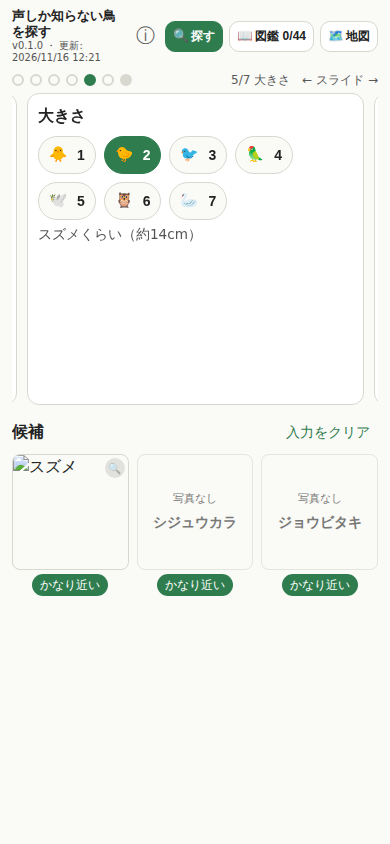 声しか知らない鳥
を探す
v0.1.0 · 更新:
2026/11/16 12:21
ⓘ
🔍 探す
📖 図鑑 0/44
🗺️ 地図
5/7 大きさ ← スライド →
大きさ
1
2
3
4
5
6
7
スズメくらい（約14cm）
候補
入力をクリア
スズメ
写真なし
シジュウカラ
写真なし
ジョウビタキ
かなり近い
かなり近い
かなり近い